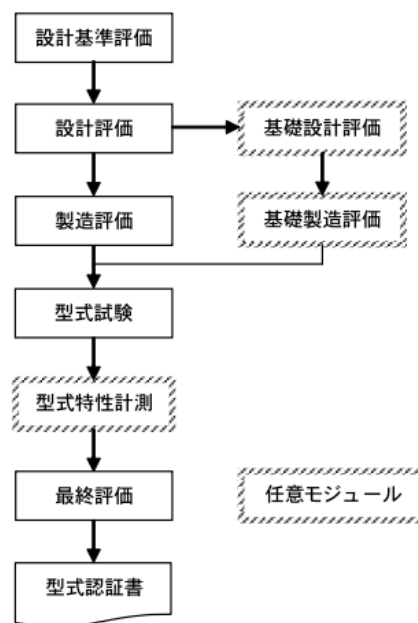 設計基準評価
設計評価
基礎設計評価
製造評価
基礎製造評価
型式試験
型式特性計測
最終評価
任意モジュール
型式認証書